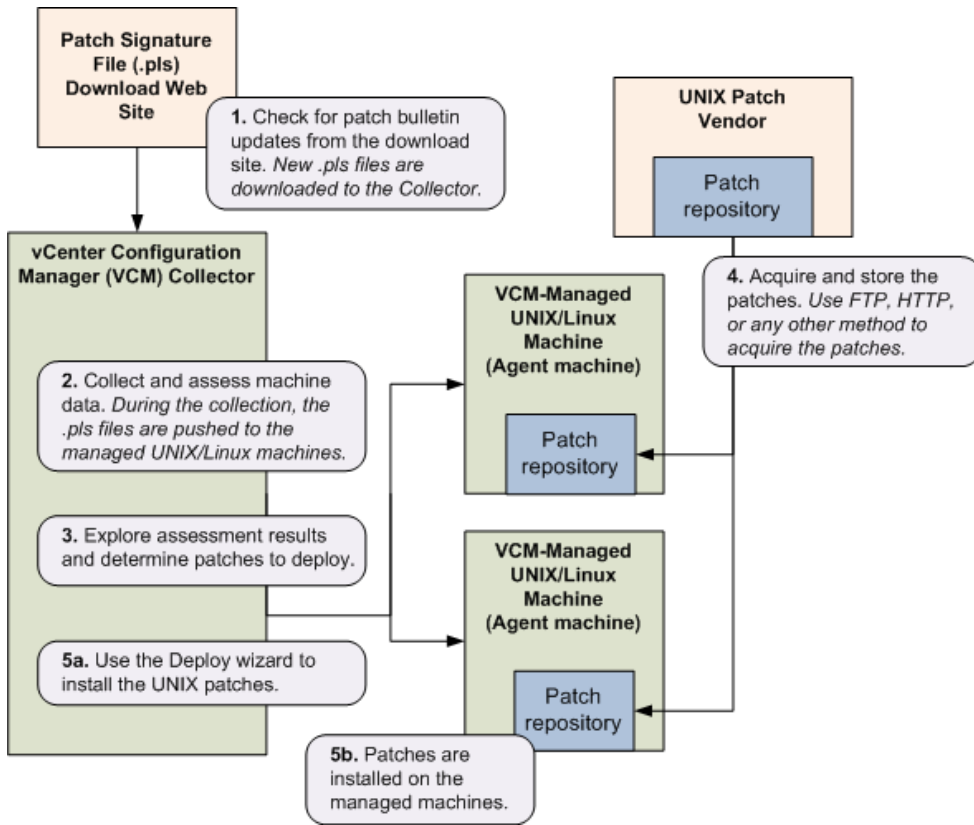 Patch Signature
File (.pls)
Download Web
Site
1. Check for patch bulletin
updates from the download
site. New .pls files are
downloaded to the Collector.
UNIX Patch
Vendor
Patch
repository
vCenter Configuration
Manager (VCM) Collector
VCM-Managed
UNIX/Linux
Machine
(Agent machine)
Patch
repository
4. Acquire and store the
patches. Use FTP, HTTP,
or any other method to
acquire the patches.
2. Collect and assess machine
data. During the collection, the
.pls files are pushed to the
managed UNIX/Linux machines.
3. Explore assessment results
and determine patches to deploy.
VCM-Managed
UNIX/Linux
Machine
(Agent machine)
Patch
repository
5a. Use the Deploy wizard to
install the UNIX patches.
5b. Patches are
installed on the
managed machines.